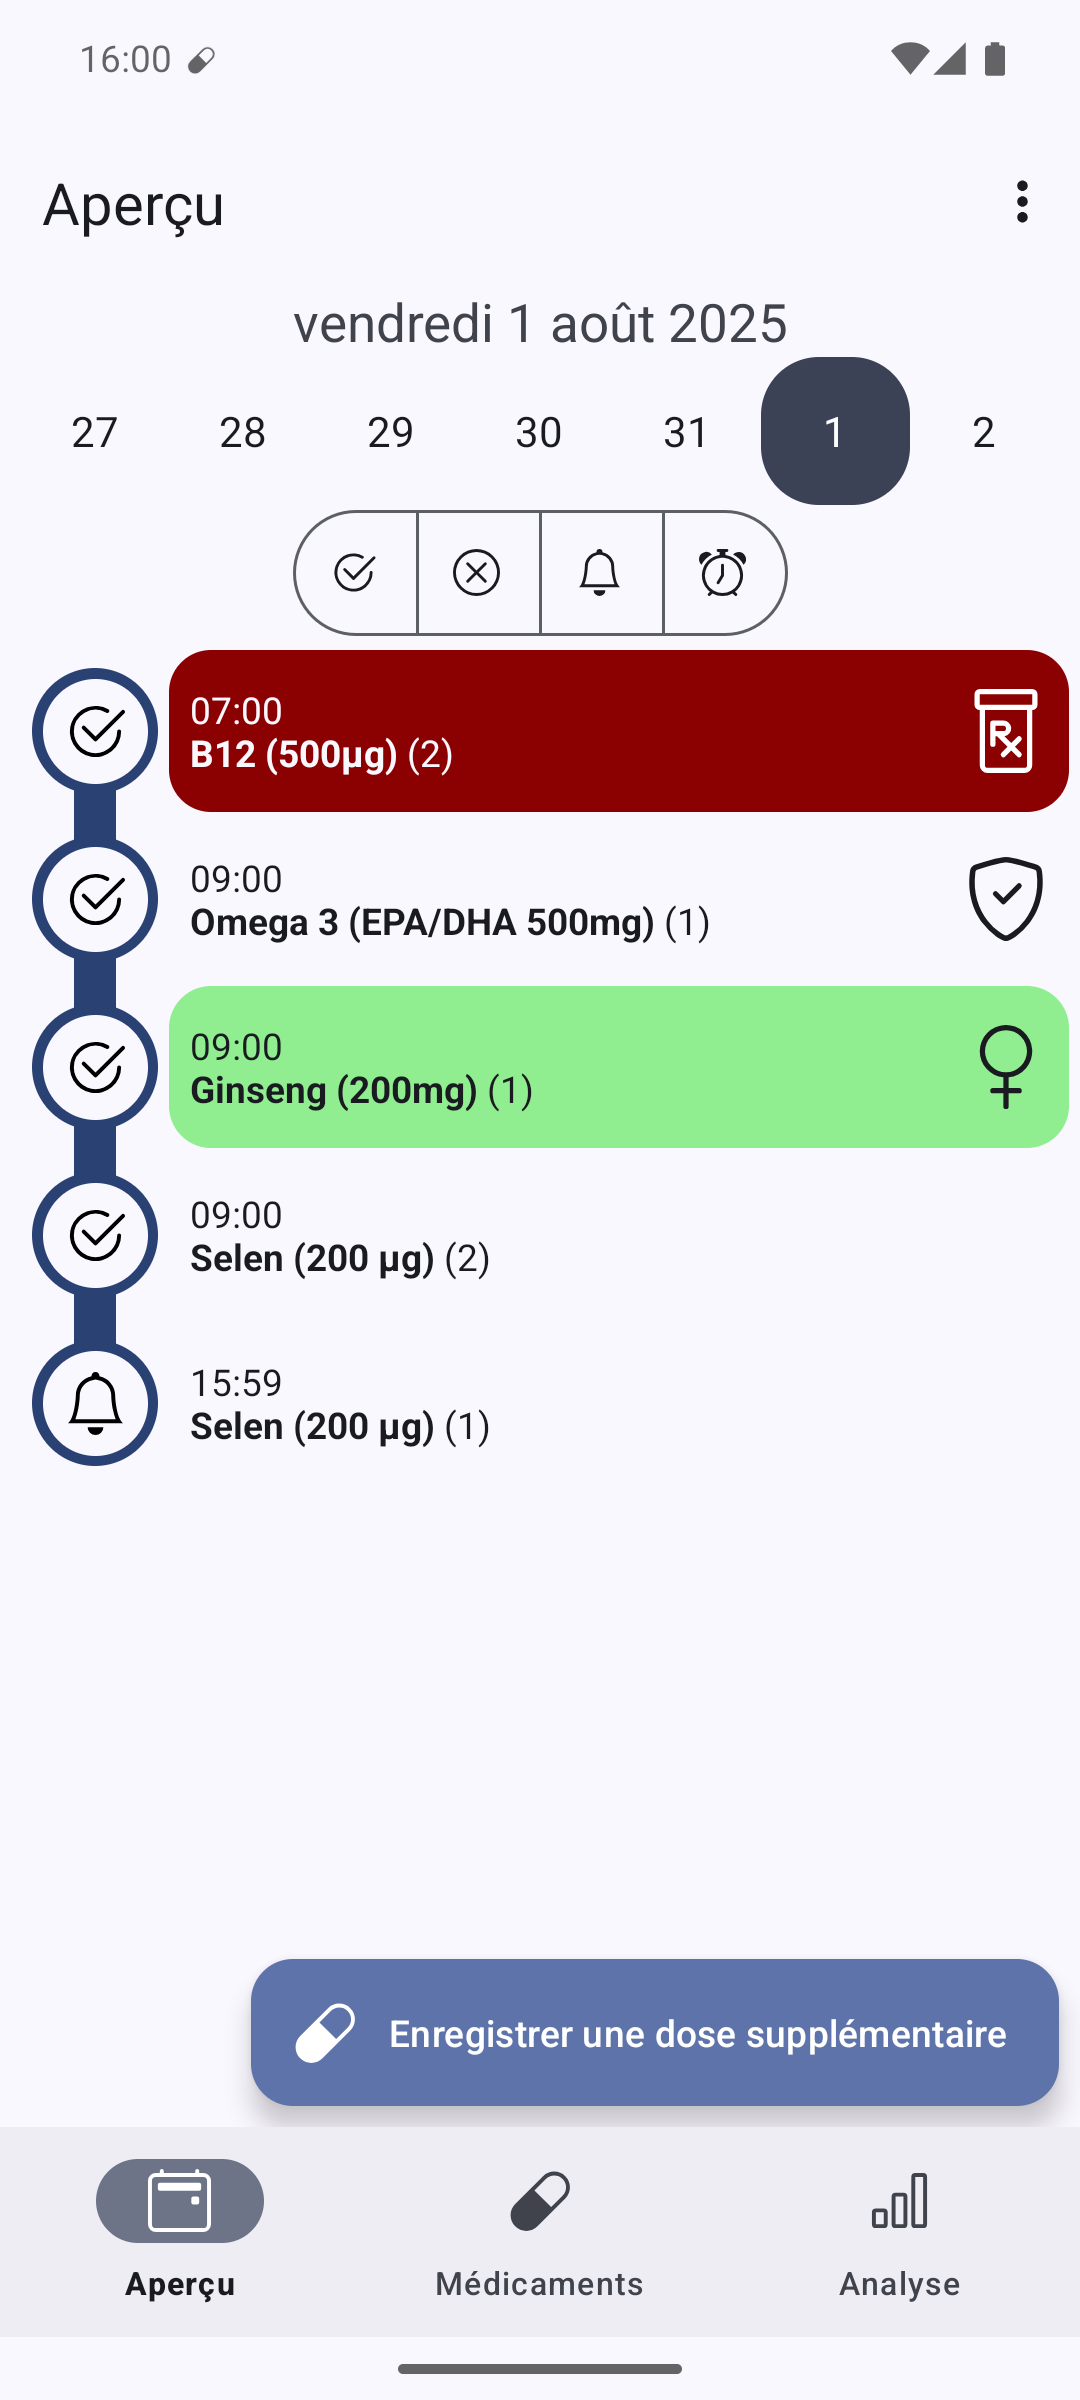 16:00
Aperçu
vendredi 1 août 2025
27 28 29 30 31 1 2
07:00
B12 (500µg) (2)
09:00
Omega 3 (EPA/DHA 500mg) (1)
09:00
Ginseng (200mg) (1)
09:00
Selen (200 µg) (2)
15:59
Selen (200 µg) (1)
Enregistrer une dose supplémentaire
Aperçu Médicaments Analyse